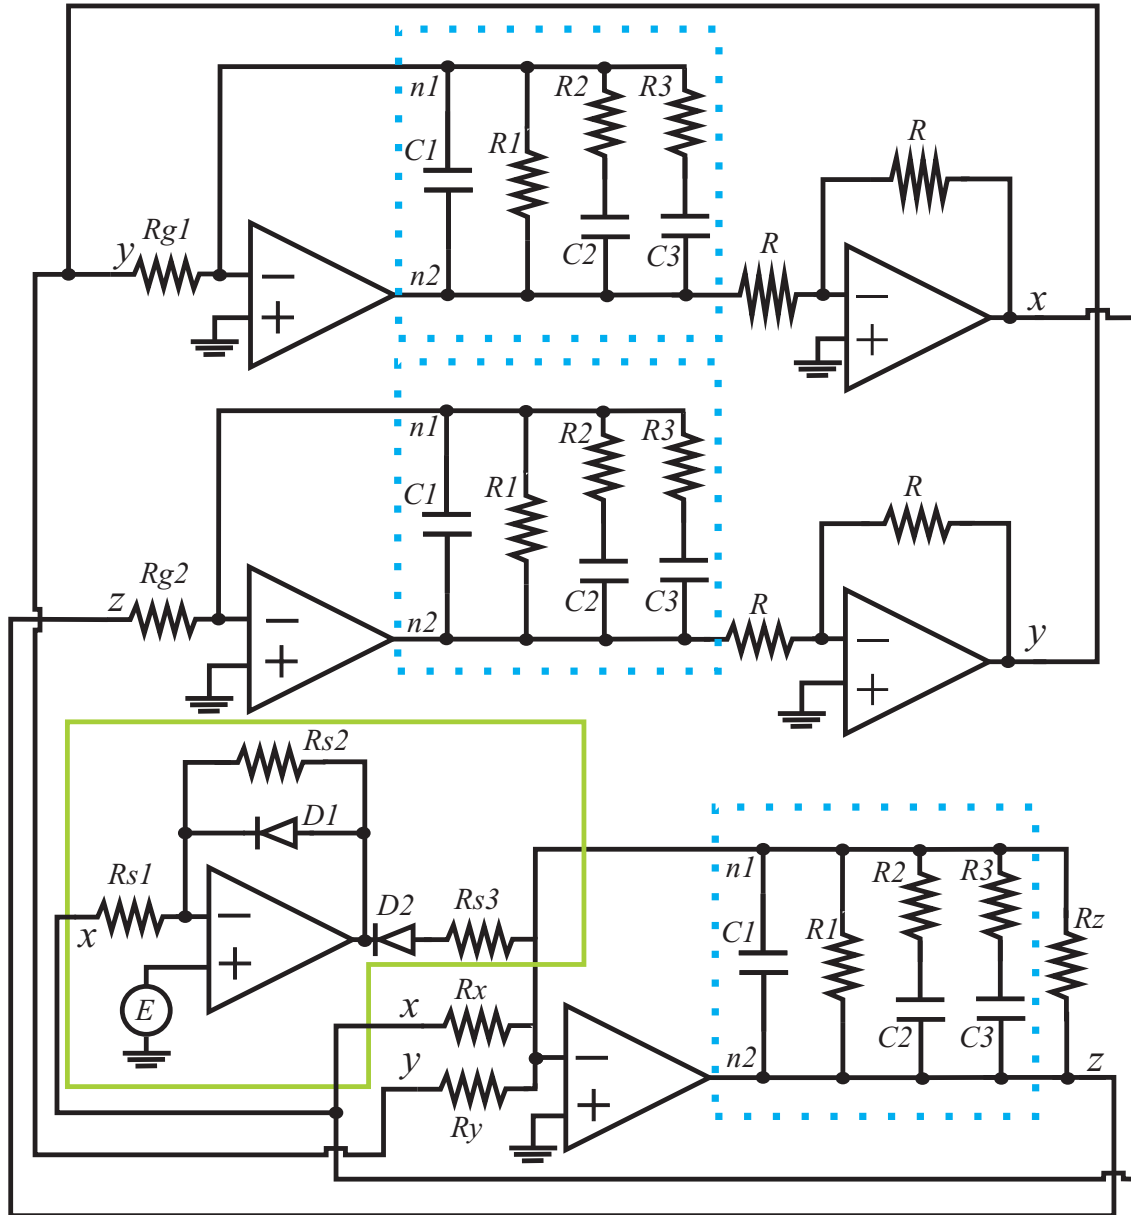 n1
R2
R3
R
C1
R1
y
Rg1
n2
C2
C3
R
x
−
+
−
+
n1
R2
R3
R
C1
R1
z
Rg2
n2
C2
C3
R
y
−
+
−
+
Rs2
D1
Rs1
x
−
+
E
D2
Rs3
n1
R2
R3
C1
R1
Rz
x
Rx
y
Ry
−
+
n2
C2
C3
z